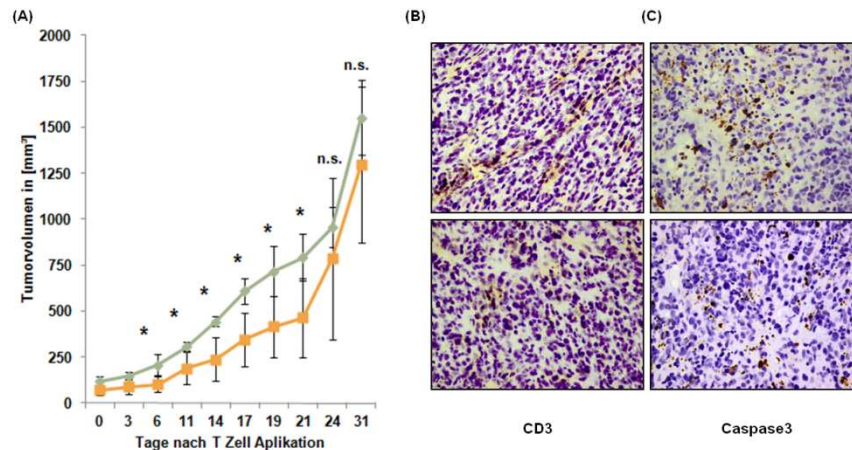 (A)
(B)
(C)
Tumorvolumen in [mm³]
2000
1750
1500
1250
1000
750
500
250
0
n.s.
n.s.
*
*
*
*
*
*
0 3 6 11 14 17 19 21 24 31
Tage nach T Zell Aplikation
CD3
Caspase3